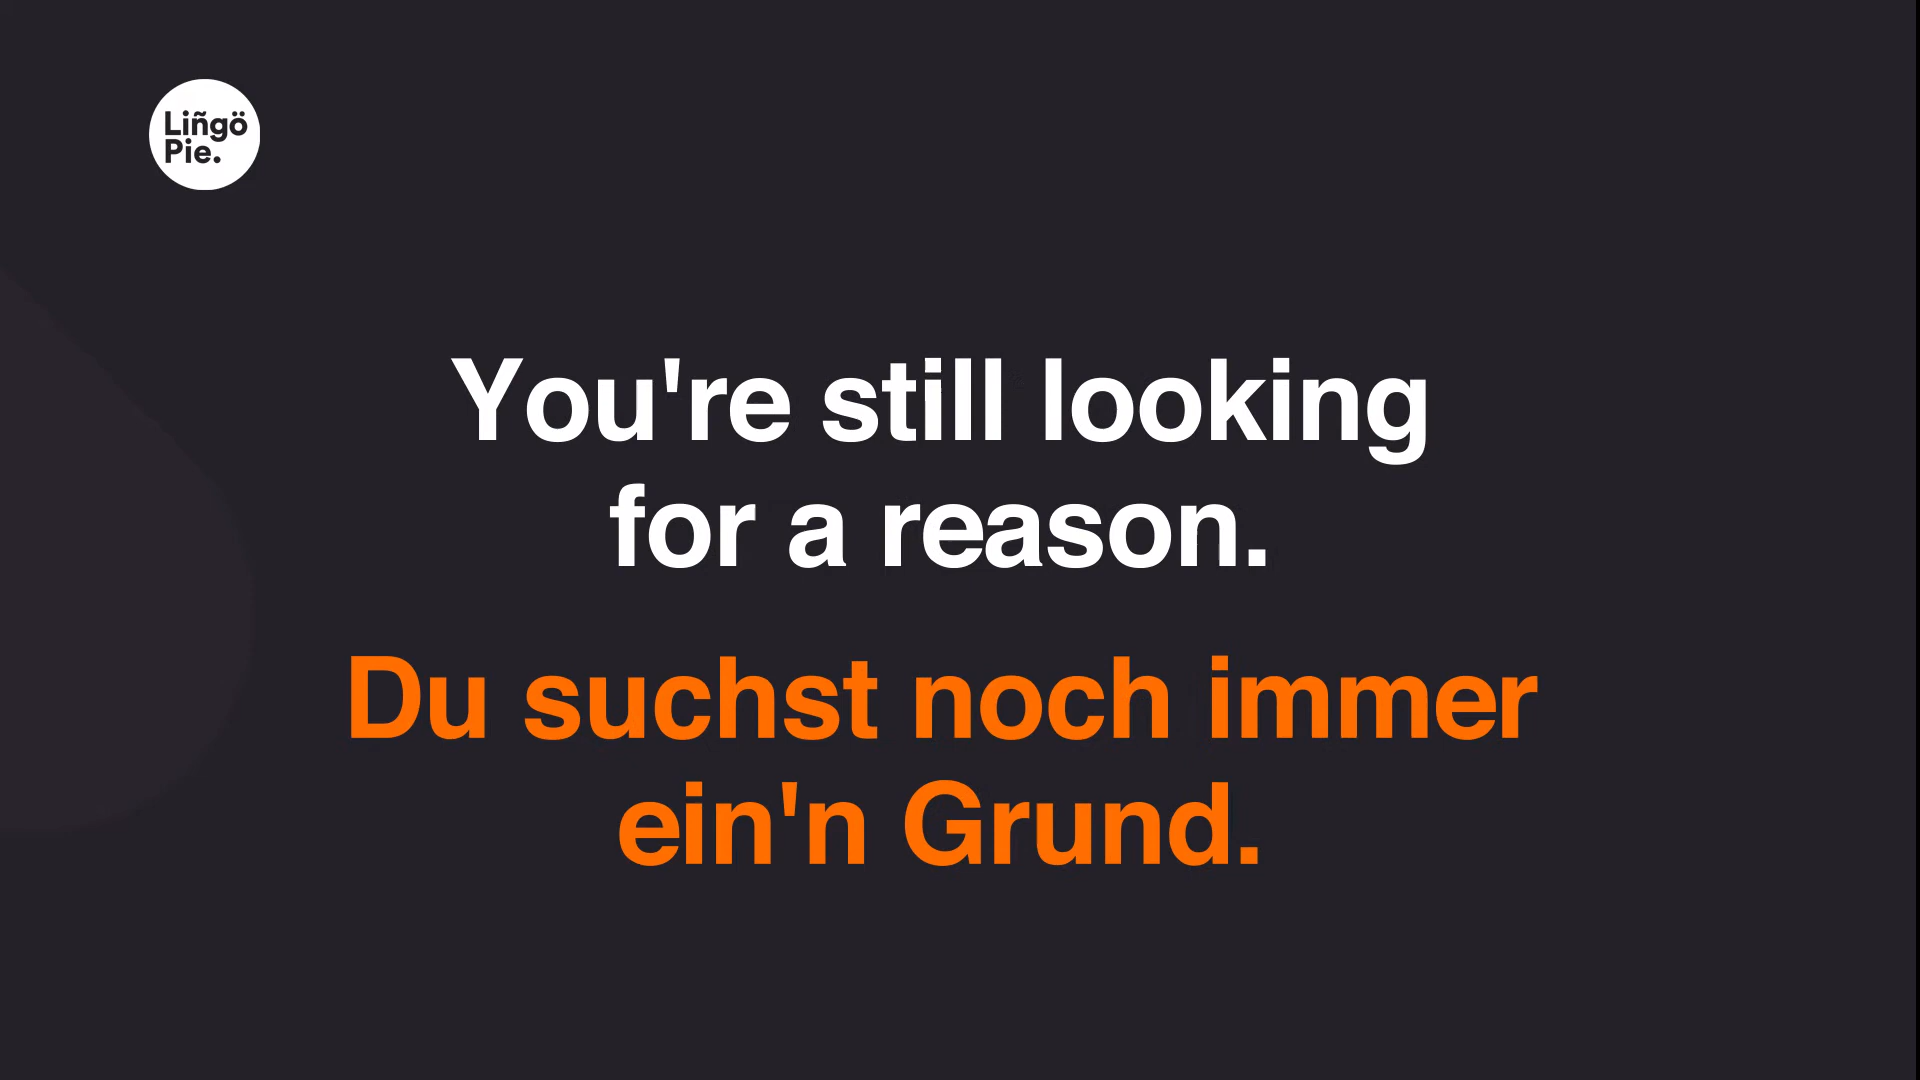 Liñgö
Pie.
You're still looking
for a reason.
Du suchst noch immer
ein'n Grund.